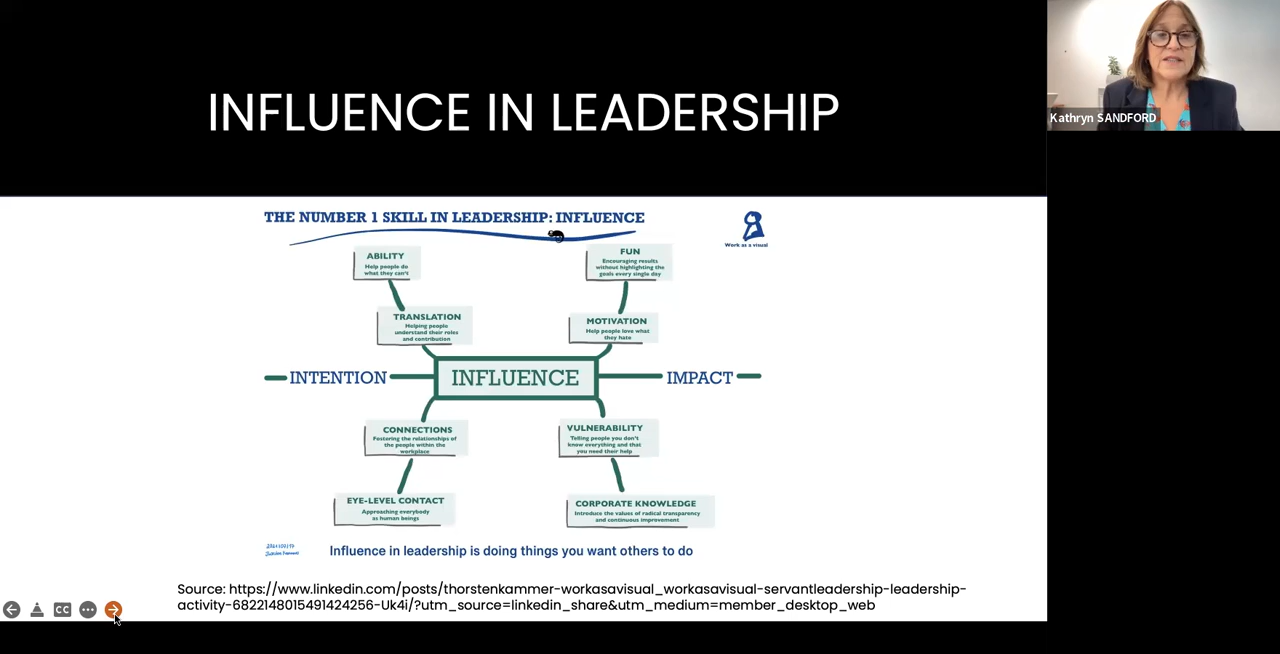 INFLUENCE IN LEADERSHIP
Kathryn SANDFORD
THE NUMBER 1 SKILL IN LEADERSHIP: INFLUENCE
Work as a visual
ABILITY
Help people do
what they can't
FUN
Encouraging results
without highlighting the
goals every single day
TRANSLATION
Helping people
understand their roles
and contribution
MOTIVATION
Help people love what
they hate
INTENTION
INFLUENCE
IMPACT
CONNECTIONS
Fostering the relationships of
the people within the
workplace
VULNERABILITY
Telling people you don't
know everything and that
you need their help
EYE-LEVEL CONTACT
Approaching everybody
as human beings
CORPORATE KNOWLEDGE
Introduce the values of radical transparency
and continuous improvement
Influence in leadership is doing things you want others to do
Source: https://www.linkedin.com/posts/thorstenkammer-workasavisual_workasavisual-servantleadership-leadership-
activity-6822148015491424256-Uk4i/?utm_source=linkedin_share&utm_medium=member_desktop_web
CC